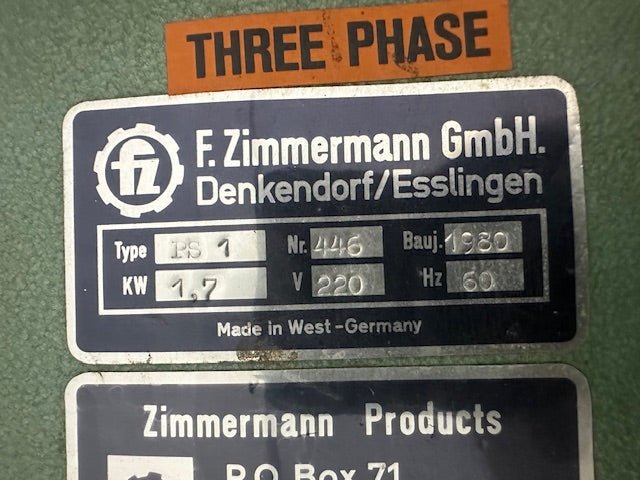 THREE PHASE
fz
F. Zimmermann GmbH.
Denkendorf/Esslingen
Type PS 1 Nr. 446 Bauj. 1980
KW 1,7 V 220 Hz 60
Made in West-Germany
Zimmermann Products
P.O. Box 71